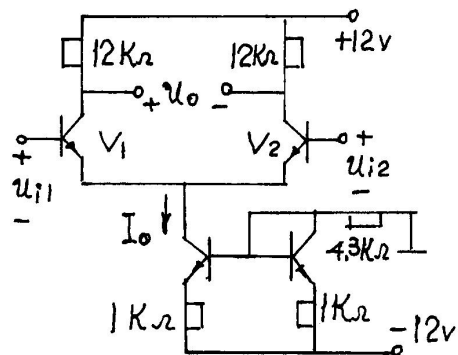 +12v
12KΩ
12KΩ
+ u₀ -
V₁
V₂
+
u_i1
-
+
u_i2
-
I₀
4.3KΩ
1KΩ
1KΩ
-12v